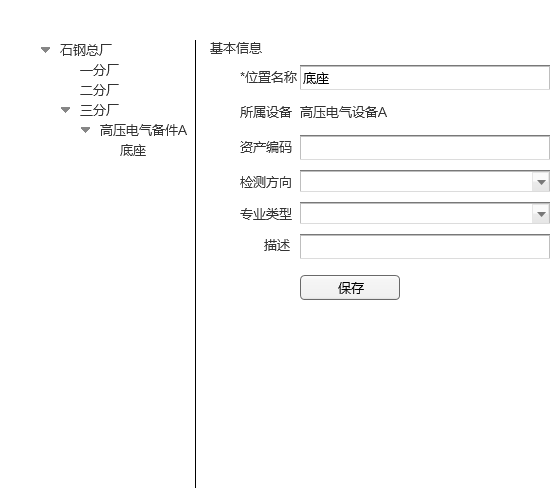 石钢总厂
一分厂
二分厂
三分厂
高压电气备件A
底座
基本信息
*位置名称 底座
所属设备 高压电气设备A
资产编码
检测方向
专业类型
描述
保存